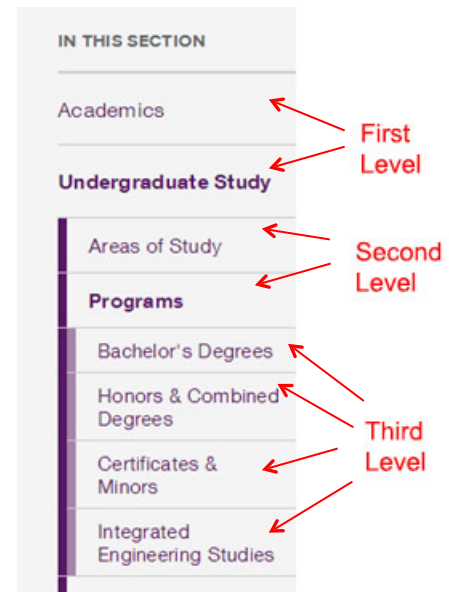 IN THIS SECTION
Academics
First
Level
Undergraduate Study
Areas of Study
Second
Level
Programs
Bachelor's Degrees
Honors & Combined
Degrees
Third
Level
Certificates &
Minors
Integrated
Engineering Studies